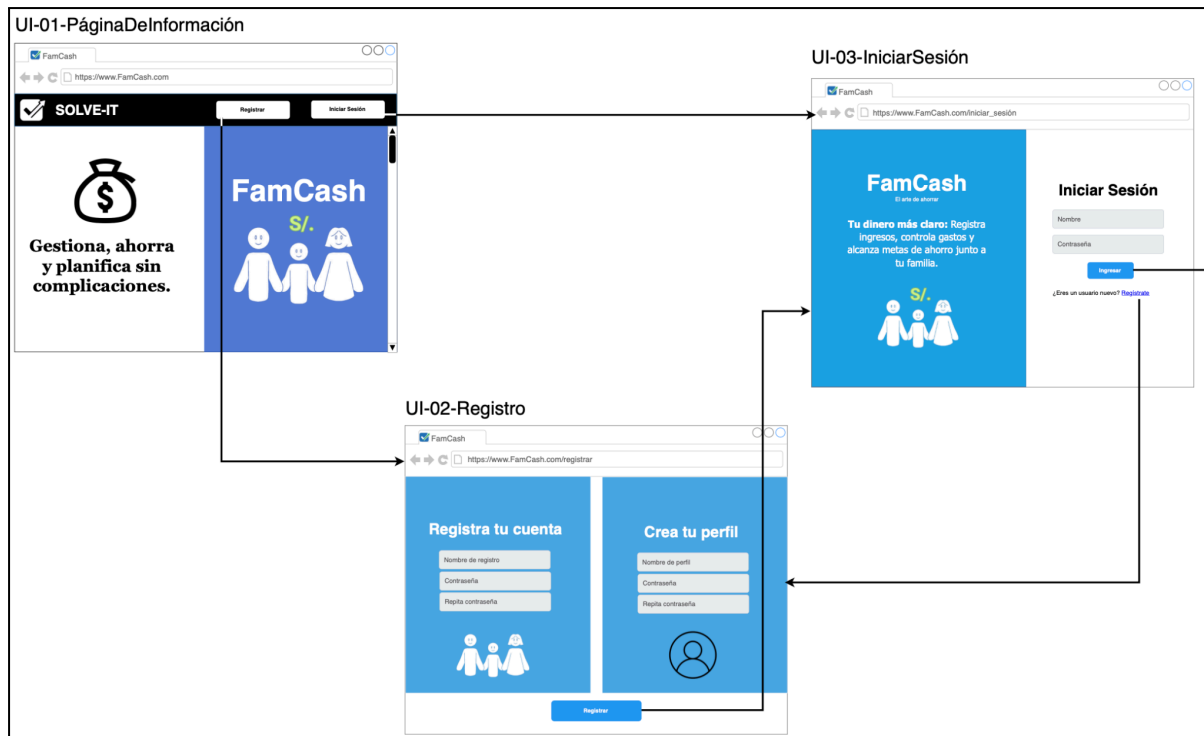 UI-01-PáginaDeInformación
FamCash
https://www.FamCash.com
SOLVE-IT
Registrar
Iniciar Sesión
Gestiona, ahorra
y planifica sin
complicaciones.
FamCash
S/.
UI-03-IniciarSesión
FamCash
https://www.FamCash.com/iniciar_sesión
FamCash
El arte de ahorrar
Tu dinero más claro: Registra
ingresos, controla gastos y
alcanza metas de ahorro junto a
tu familia.
S/.
Iniciar Sesión
Nombre
Contraseña
Ingresar
¿Eres un usuario nuevo? Regístrate
UI-02-Registro
FamCash
https://www.FamCash.com/registrar
Registra tu cuenta
Nombre de registro
Contraseña
Repita contraseña
Crea tu perfil
Nombre de perfil
Contraseña
Repita contraseña
Registrar